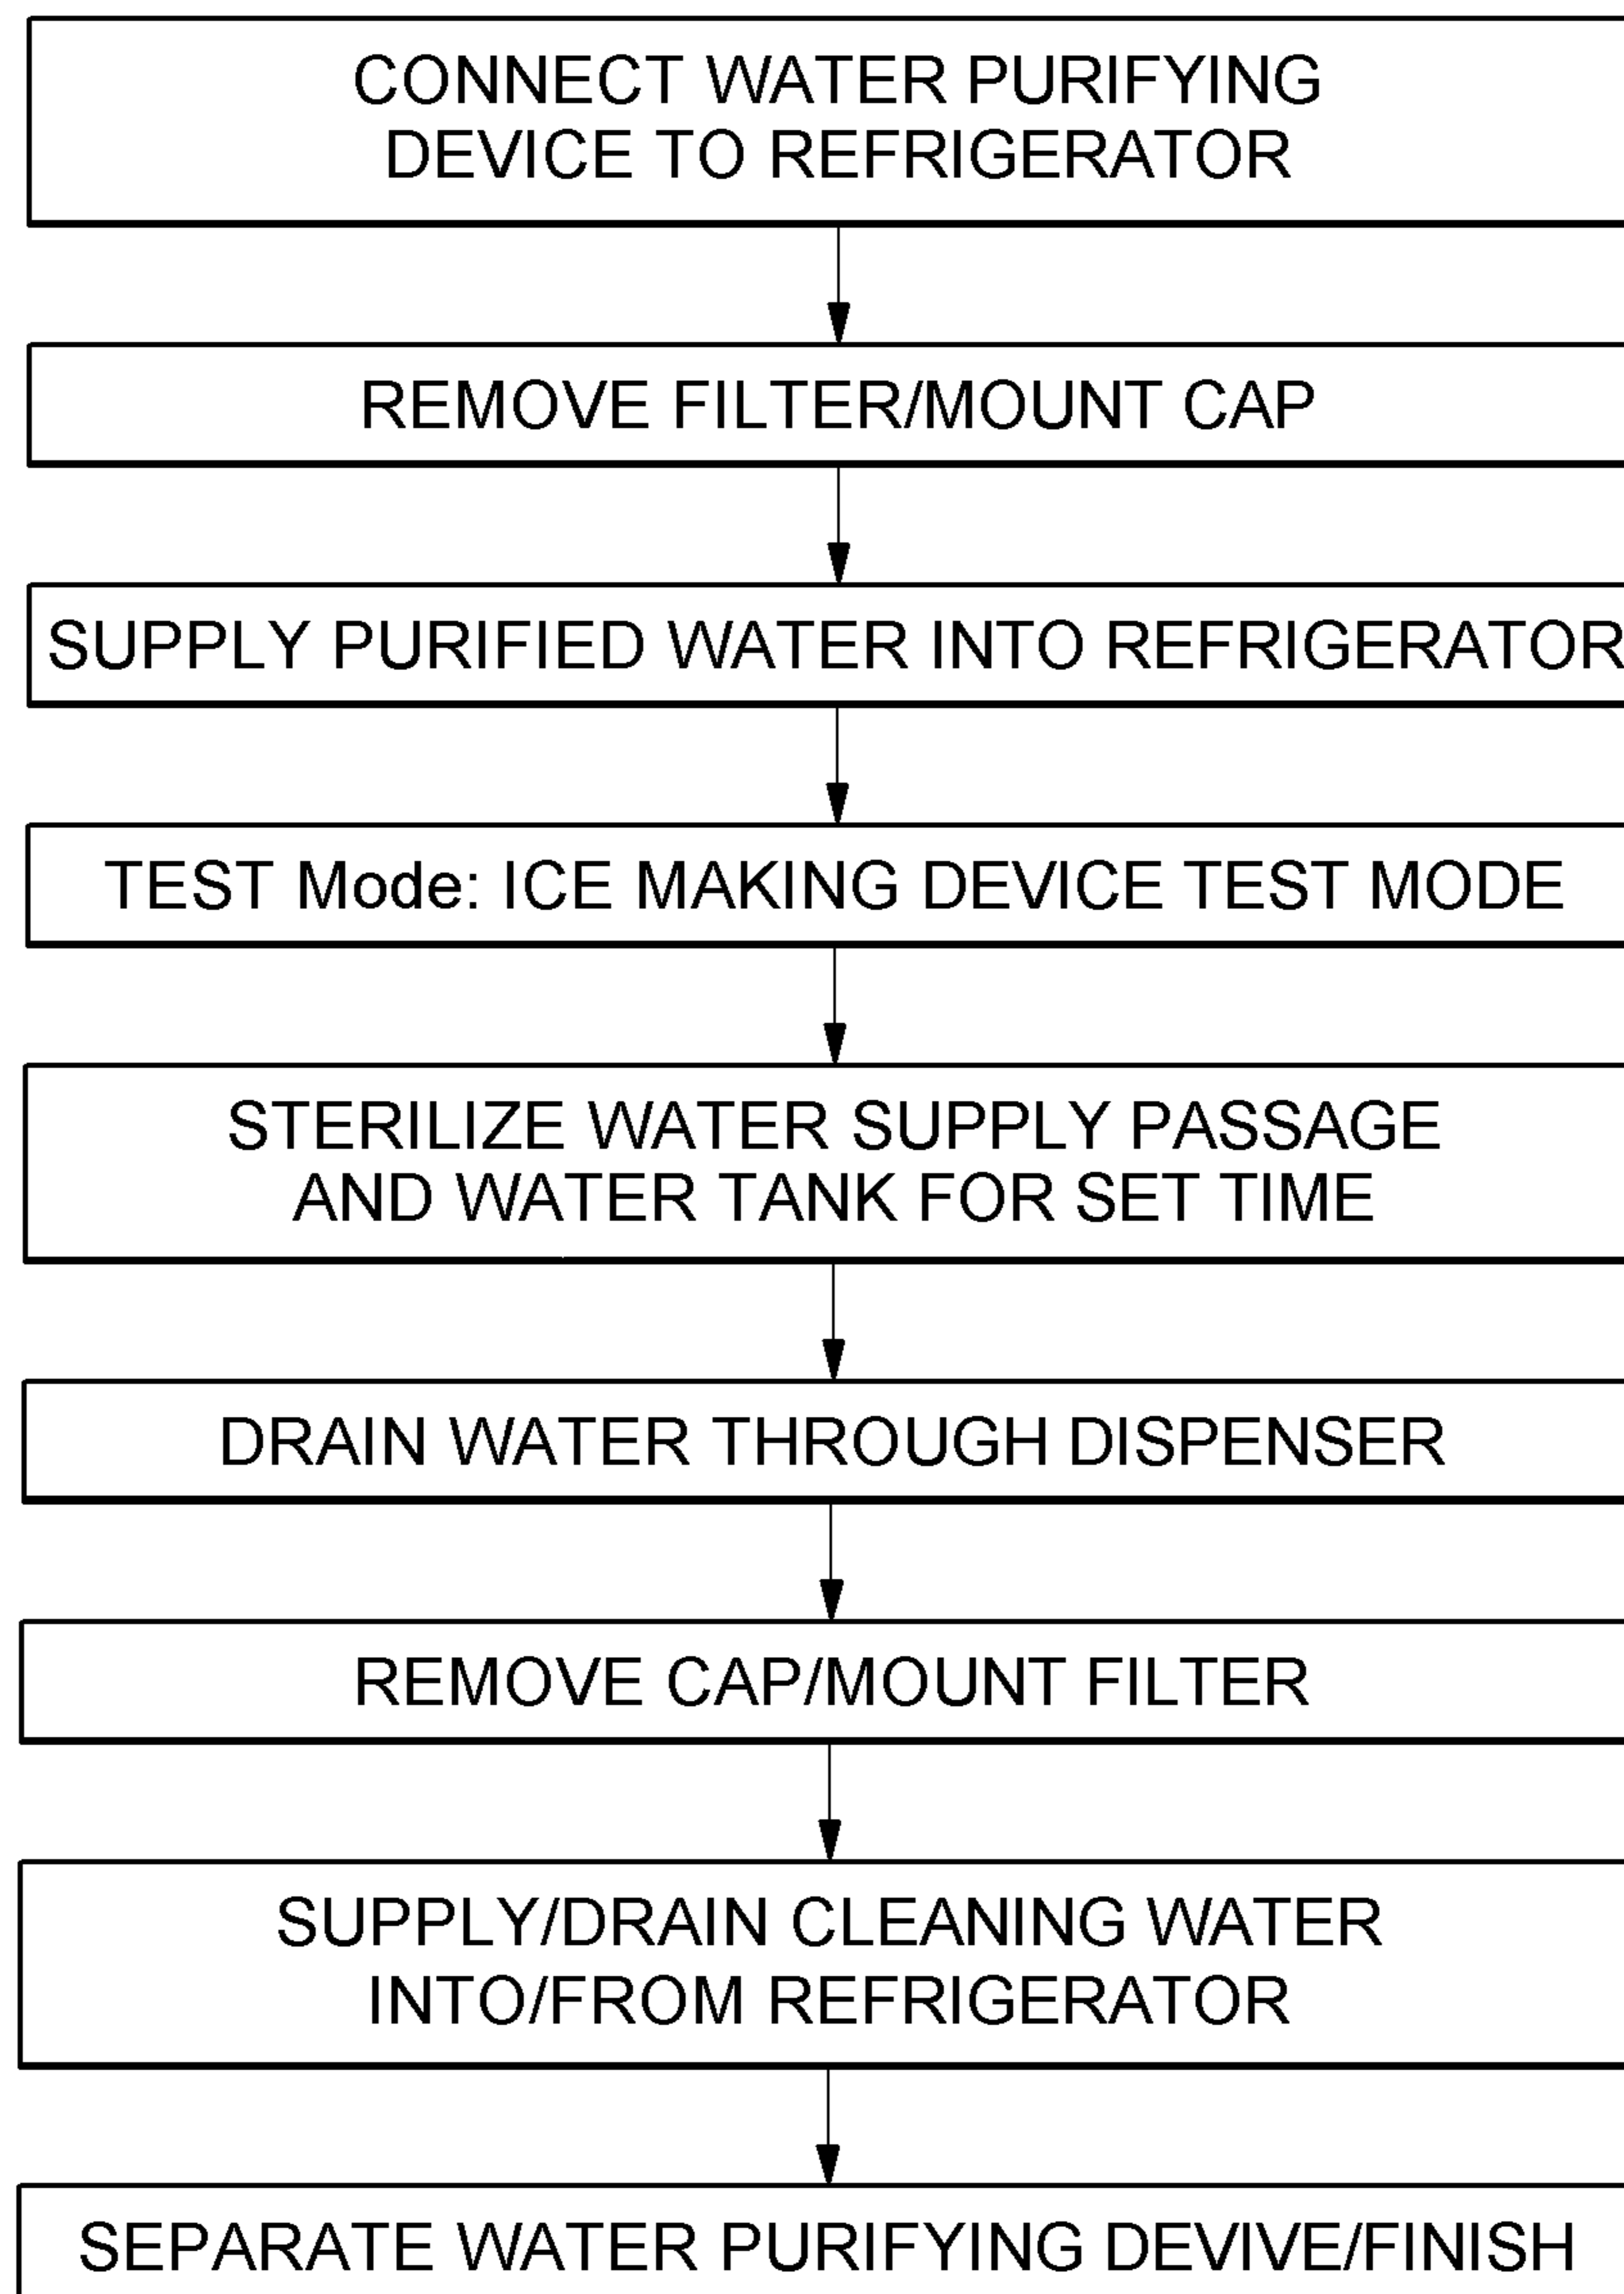 CONNECT WATER PURIFYING
DEVICE TO REFRIGERATOR
REMOVE FILTER/MOUNT CAP
SUPPLY PURIFIED WATER INTO REFRIGERATOR
TEST Mode: ICE MAKING DEVICE TEST MODE
STERILIZE WATER SUPPLY PASSAGE
AND WATER TANK FOR SET TIME
DRAIN WATER THROUGH DISPENSER
REMOVE CAP/MOUNT FILTER
SUPPLY/DRAIN CLEANING WATER
INTO/FROM REFRIGERATOR
SEPARATE WATER PURIFYING DEVIVE/FINISH